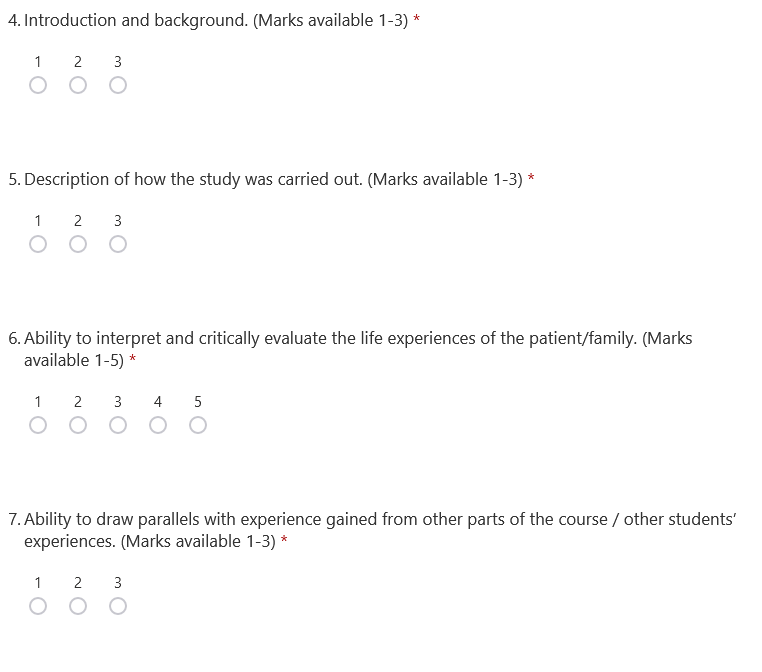 4. Introduction and background. (Marks available 1-3) *
1 2 3
5. Description of how the study was carried out. (Marks available 1-3) *
1 2 3
6. Ability to interpret and critically evaluate the life experiences of the patient/family. (Marks
available 1-5) *
1 2 3 4 5
7. Ability to draw parallels with experience gained from other parts of the course / other students’
experiences. (Marks available 1-3) *
1 2 3